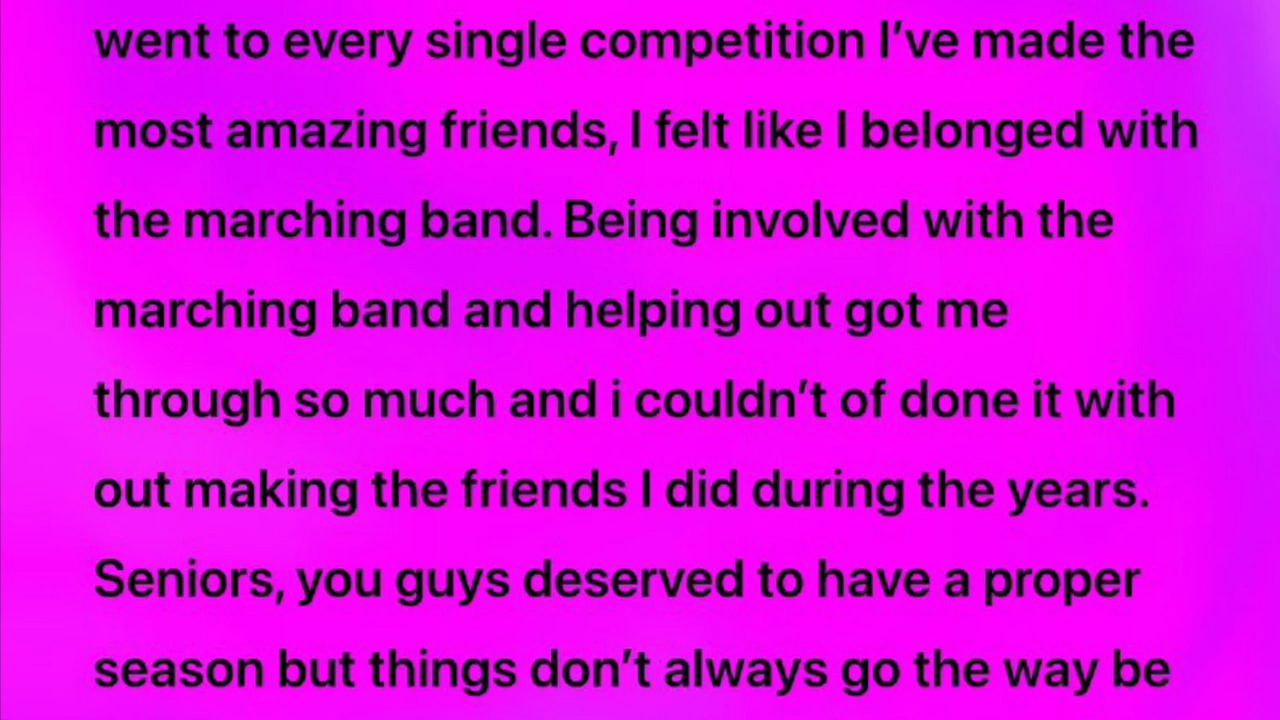 went to every single competition I’ve made the
most amazing friends, I felt like I belonged with
the marching band. Being involved with the
marching band and helping out got me
through so much and i couldn’t of done it with
out making the friends I did during the years.
Seniors, you guys deserved to have a proper
season but things don’t always go the way be